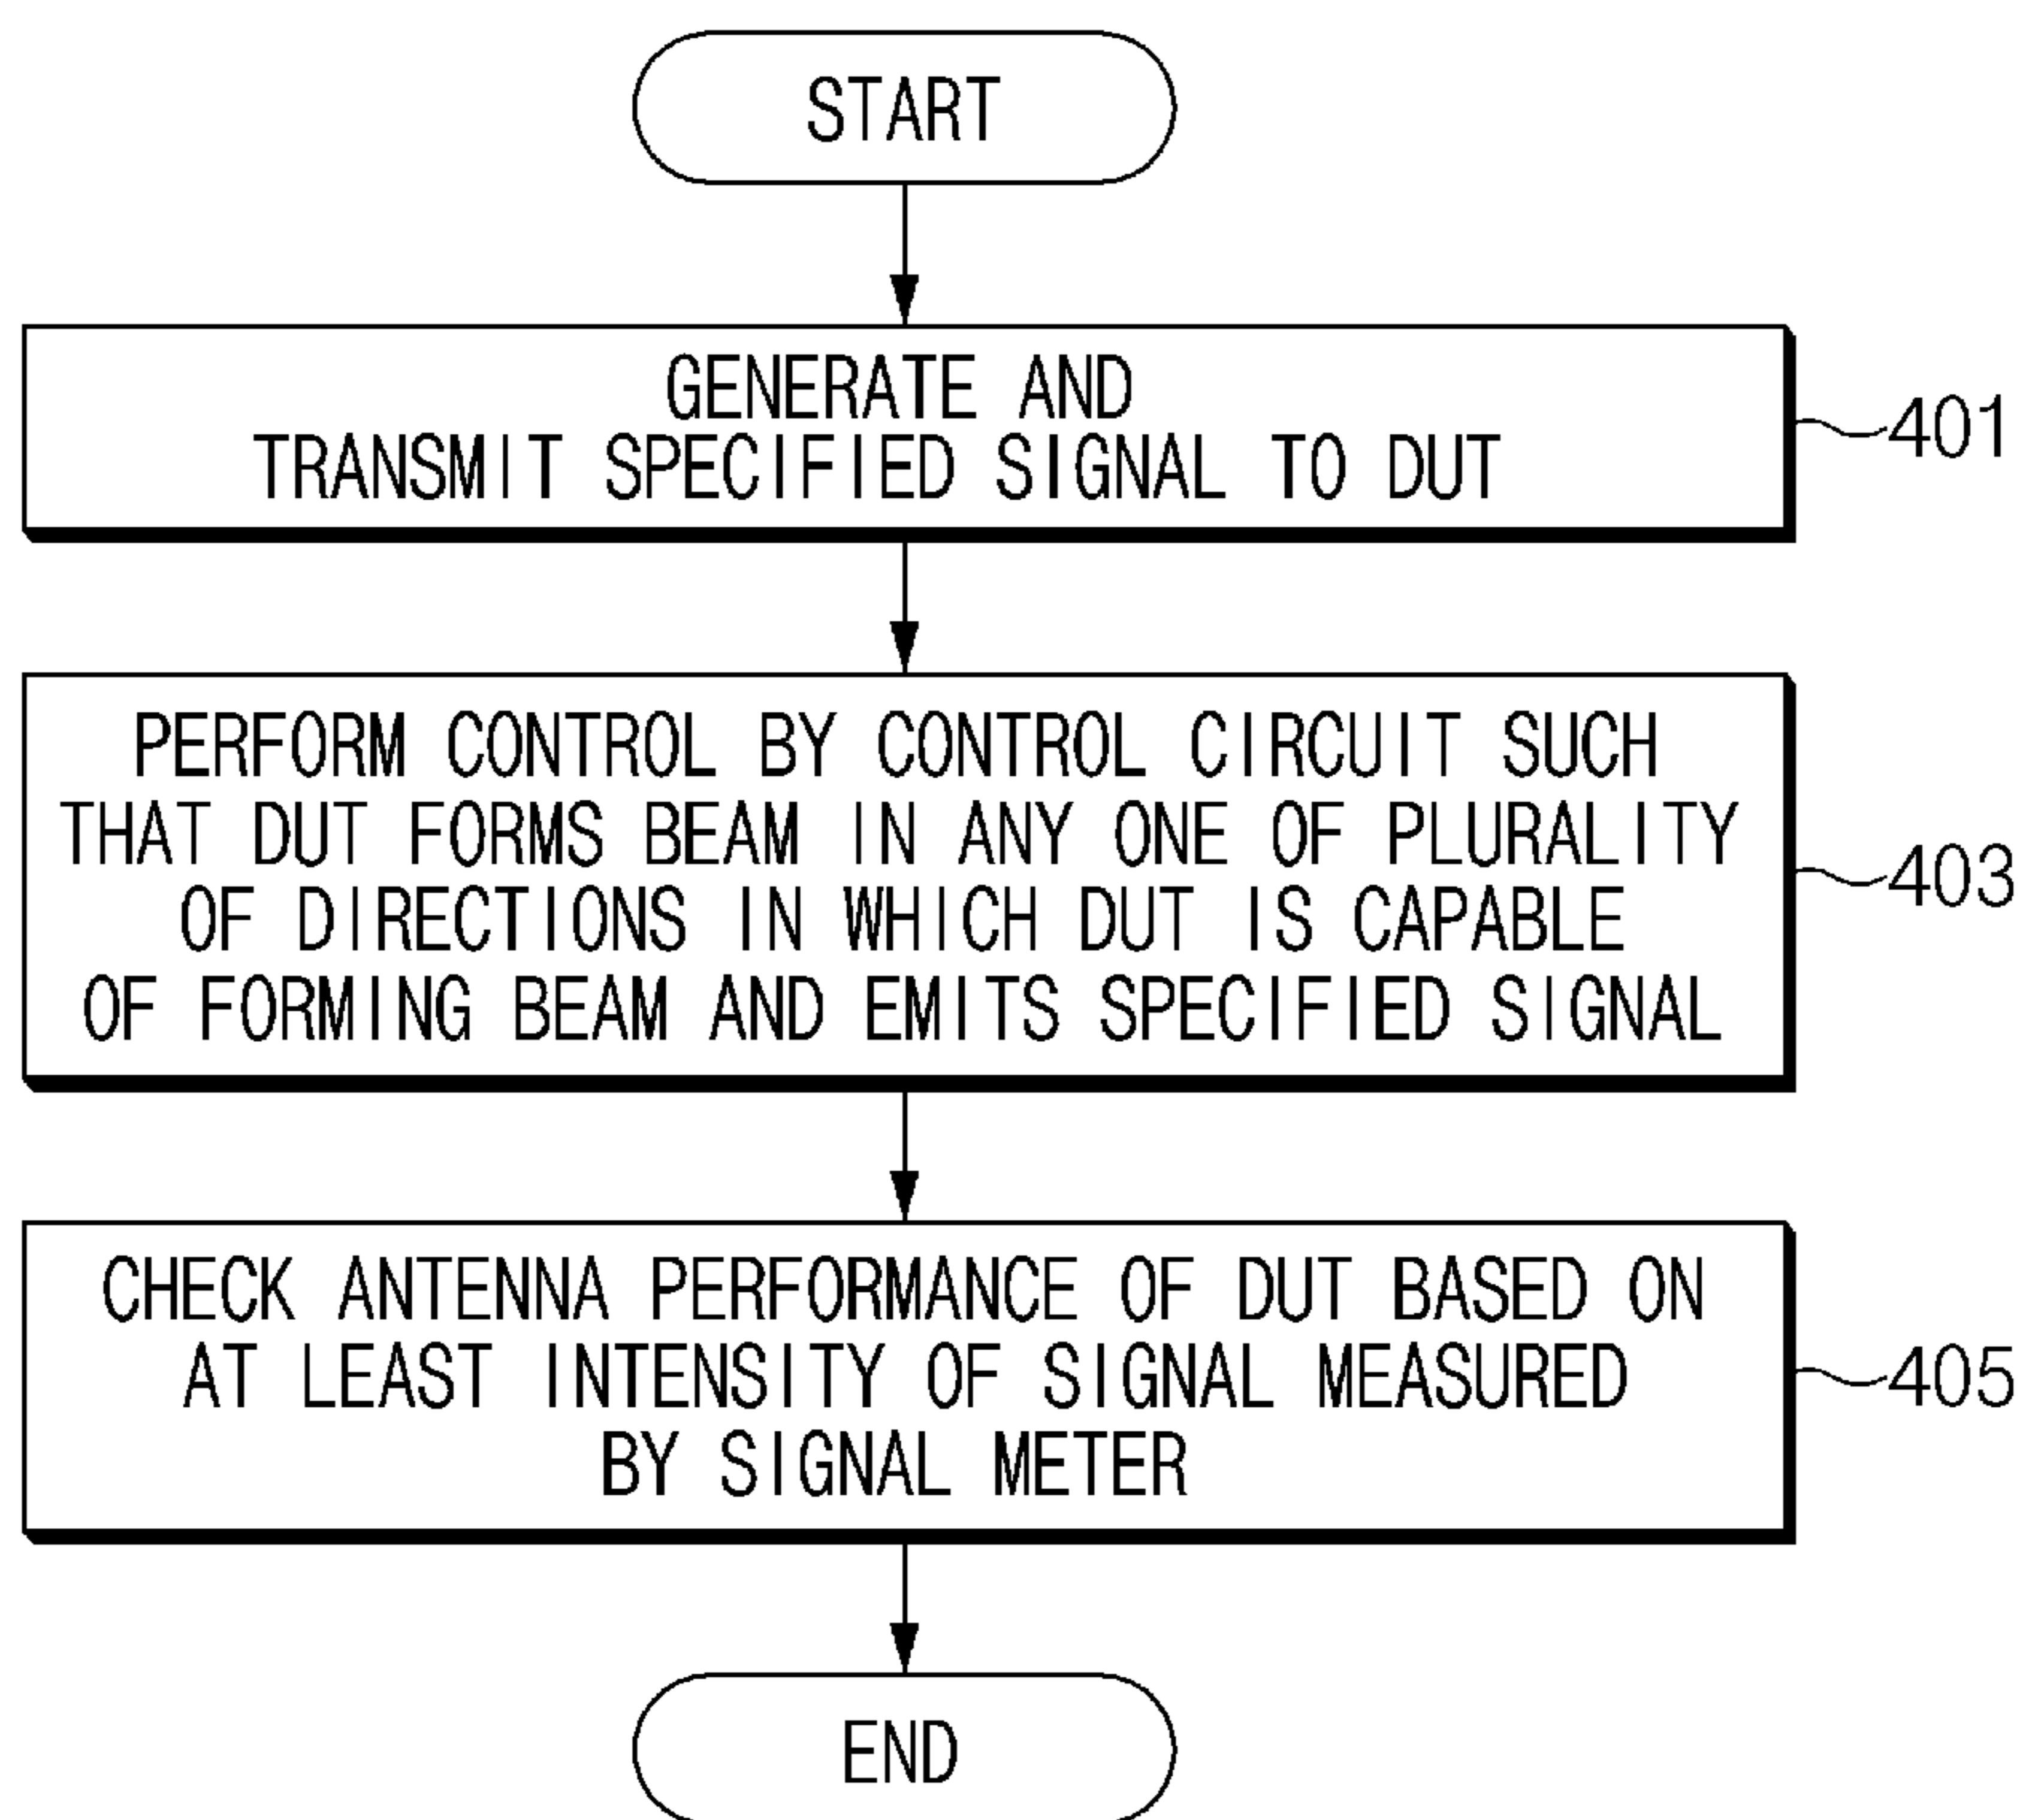 START
GENERATE AND
TRANSMIT SPECIFIED SIGNAL TO DUT
401
PERFORM CONTROL BY CONTROL CIRCUIT SUCH
THAT DUT FORMS BEAM IN ANY ONE OF PLURALITY
OF DIRECTIONS IN WHICH DUT IS CAPABLE
OF FORMING BEAM AND EMITS SPECIFIED SIGNAL
403
CHECK ANTENNA PERFORMANCE OF DUT BASED ON
AT LEAST INTENSITY OF SIGNAL MEASURED
BY SIGNAL METER
405
END